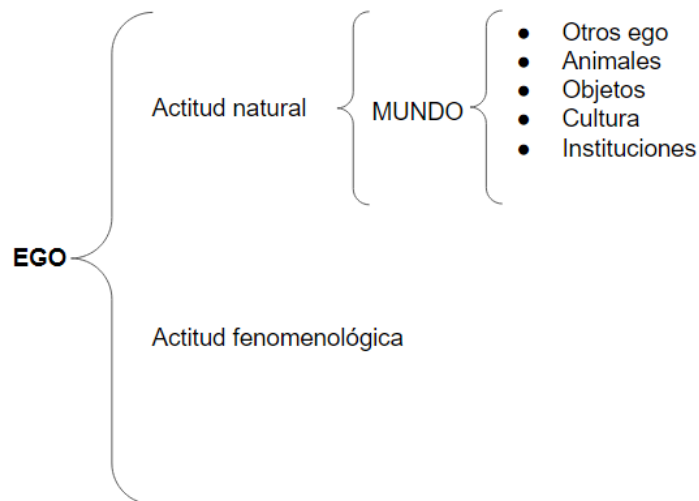 EGO
Actitud natural
MUNDO
● Otros ego
● Animales
● Objetos
● Cultura
● Instituciones
Actitud fenomenológica